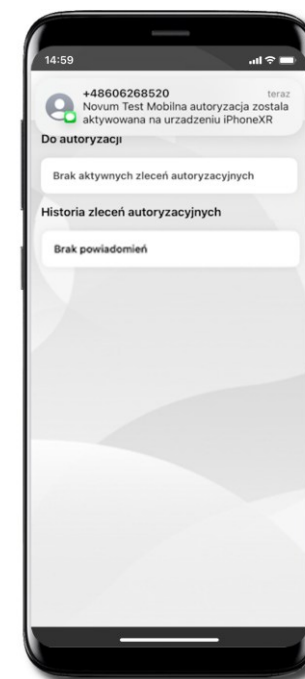 14:59
+48606268520
teraz
Novum Test Mobilna autoryzacja zostala
aktywowana na urzadzeniu iPhoneXR
Do autoryzacji
Brak aktywnych zleceń autoryzacyjnych
Historia zleceń autoryzacyjnych
Brak powiadomień